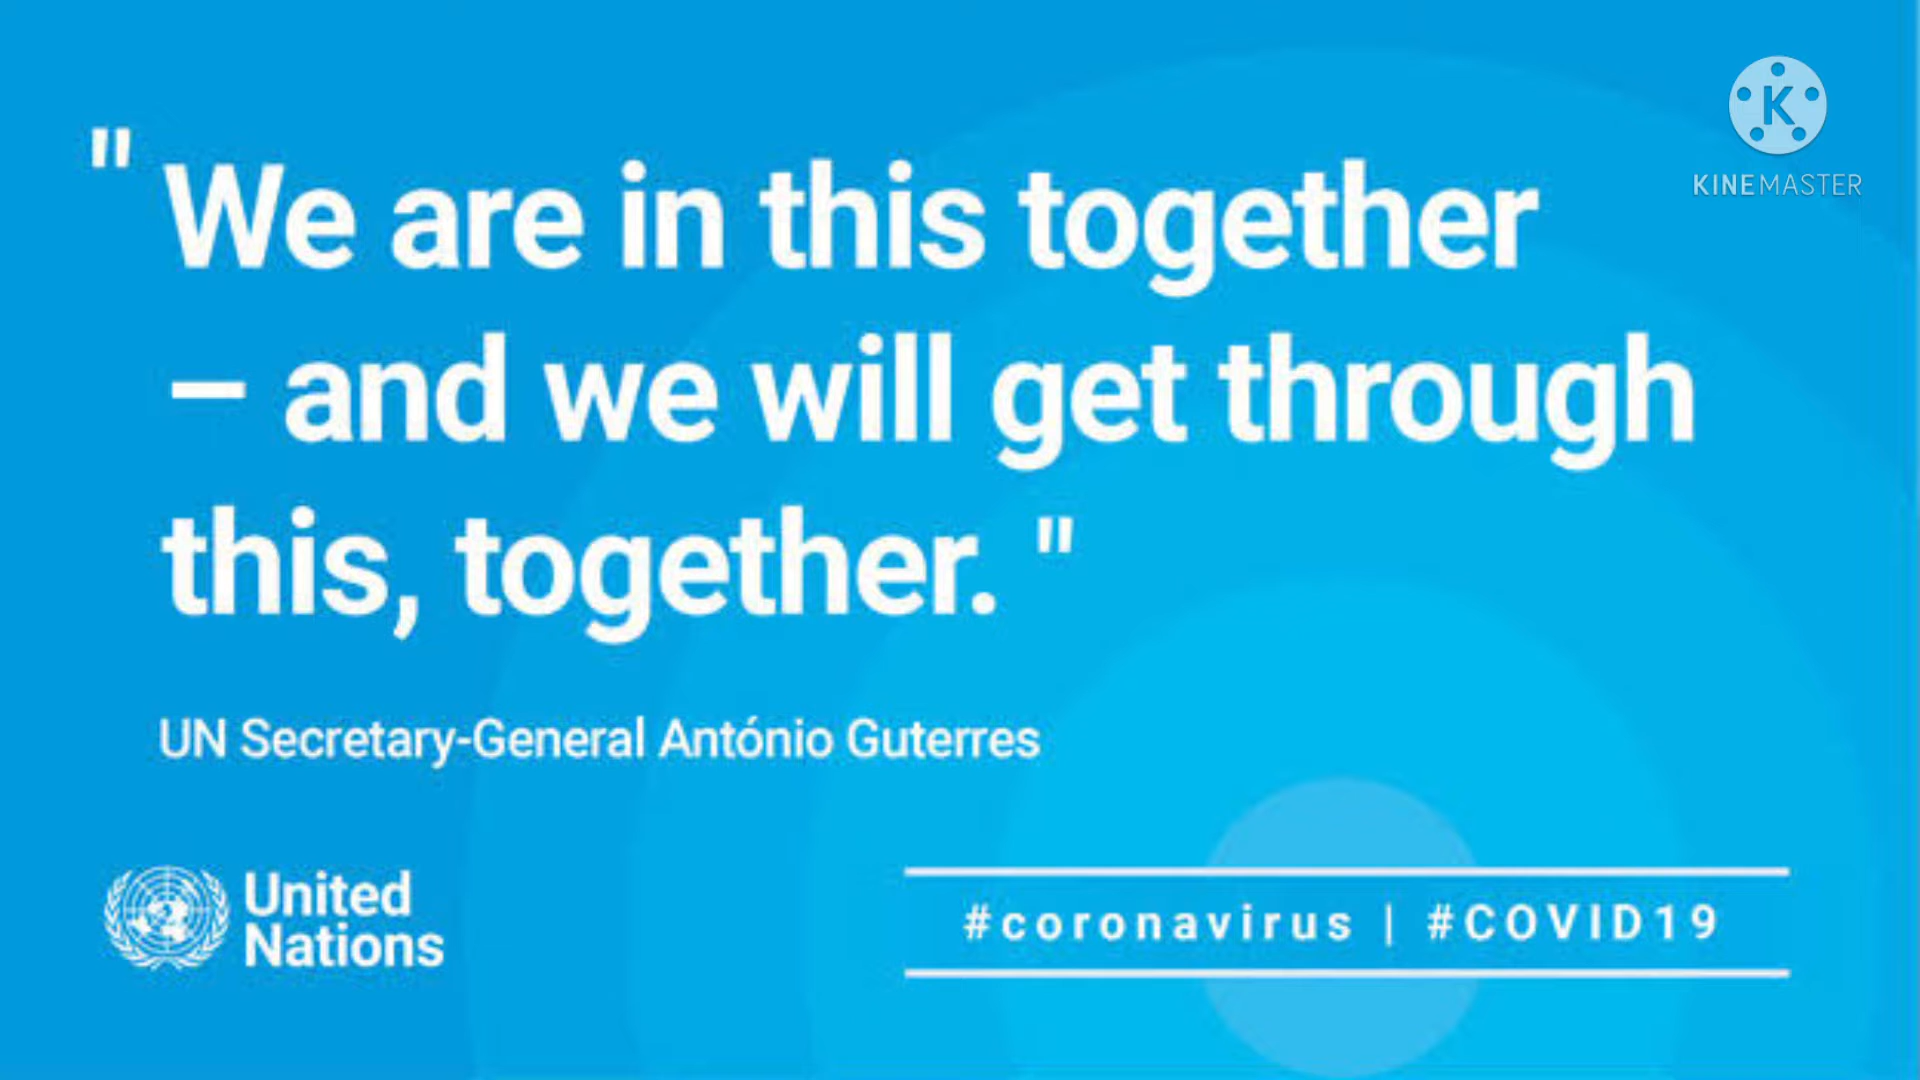 " We are in this together
– and we will get through
this, together. "
UN Secretary-General António Guterres
United
Nations
#coronavirus | #COVID19
K
KINEMASTER